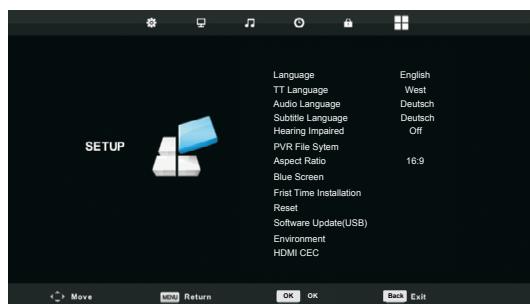 Language English
TT Language West
Audio Language Deutsch
Subtitle Language Deutsch
Hearing Impaired Off
SETUP
PVR File Sytem
Aspect Ratio 16:9
Blue Screen
Frist Time Installation
Reset
Software Update(USB)
Environment
HDMI CEC
Move MENU Return OK OK Back Exit